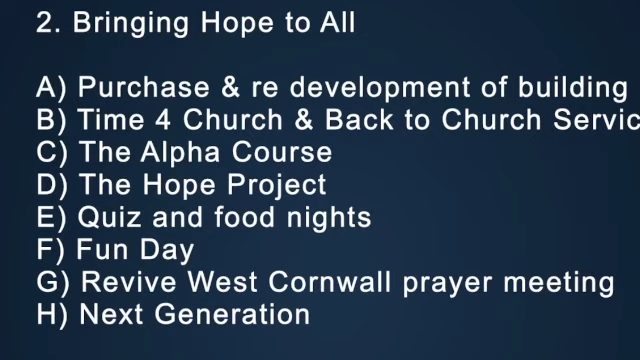 2. Bringing Hope to All
A) Purchase & re development of building
B) Time 4 Church & Back to Church Servic
C) The Alpha Course
D) The Hope Project
E) Quiz and food nights
F) Fun Day
G) Revive West Cornwall prayer meeting
H) Next Generation